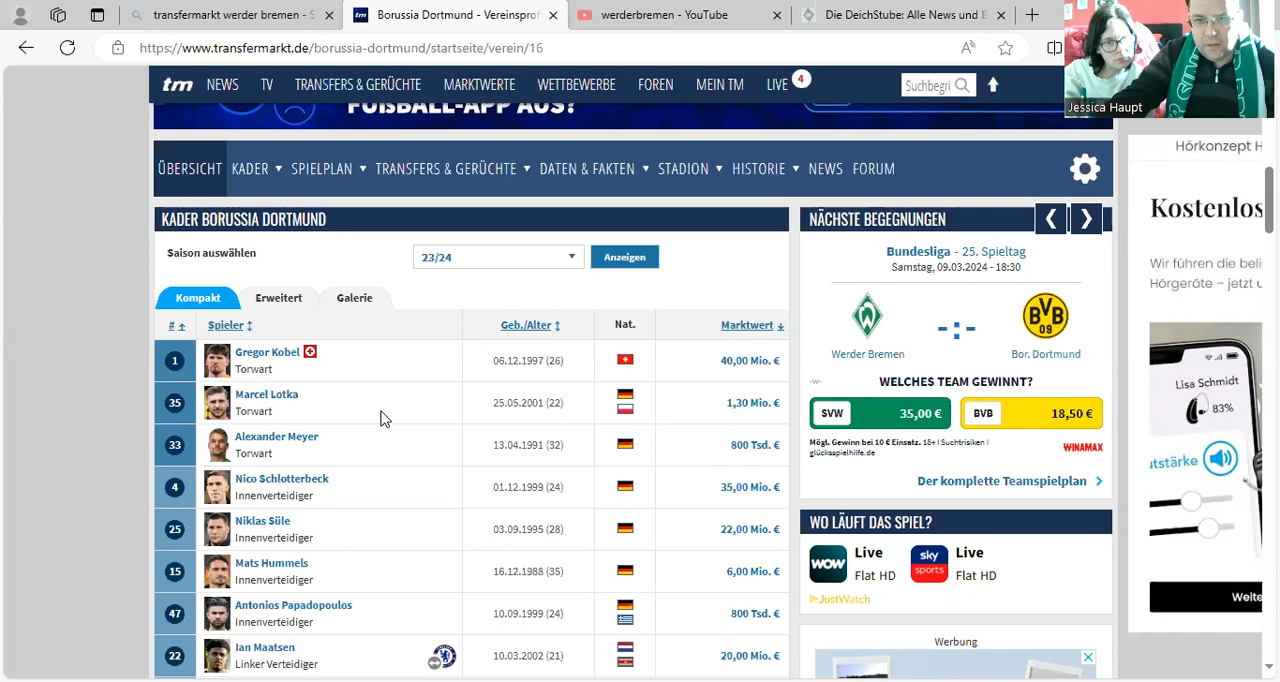 transfermarkt werder bremen - S
Borussia Dortmund - Vereinsprof
werderbremen - YouTube
Die DeichStube: Alle News und B
https://www.transfermarkt.de/borussia-dortmund/startseite/verein/16
Jessica Haupt
tm NEWS TV TRANSFERS & GERÜCHTE MARKTWERTE WETTBEWERBE FOREN MEIN TM LIVE 4 Suchbegri
FUßBALL-APP AUS?
ÜBERSICHT KADER SPIELPLAN TRANSFERS & GERÜCHTE DATEN & FAKTEN STADION HISTORIE NEWS FORUM
KADER BORUSSIA DORTMUND
Saison auswählen 23/24 Anzeigen
Kompakt Erweitert Galerie
# Spieler Geb./Alter Nat. Marktwert
1 Gregor Kobel 06.12.1997 (26) 40,00 Mio. €
Torwart
35 Marcel Lotka 25.05.2001 (22) 1,30 Mio. €
Torwart
33 Alexander Meyer 13.04.1991 (32) 800 Tsd. €
Torwart
4 Nico Schlotterbeck 01.12.1999 (24) 35,00 Mio. €
Innenverteidiger
25 Niklas Süle 03.09.1995 (28) 22,00 Mio. €
Innenverteidiger
15 Mats Hummels 16.12.1988 (35) 6,00 Mio. €
Innenverteidiger
47 Antonios Papadopoulos 10.09.1999 (24) 800 Tsd. €
Innenverteidiger
22 Ian Maatsen 10.03.2002 (21) 20,00 Mio. €
Linker Verteidiger
NÄCHSTE BEGEGNUNGEN
Bundesliga - 25. Spieltag
Samstag, 09.03.2024 - 18:30
W -:- BVB 09
Werder Bremen Bor. Dortmund
WELCHES TEAM GEWINNT?
SVW 35,00 € BVB 18,50 €
Mögl. Gewinn bei 10 € Einsatz. 18+ I Suchtrisiken I
glücksspielhilfe.de
WINAMAX
Der komplette Teamspielplan
WO LÄUFT DAS SPIEL?
WOW Live sky sports Live
Flat HD Flat HD
JustWatch
Werbung
Hörkonzept H
Kostenlos
Wir führen die beli
Hörgeräte – jetzt u
Lisa Schmidt
83%
utstärke
Weite